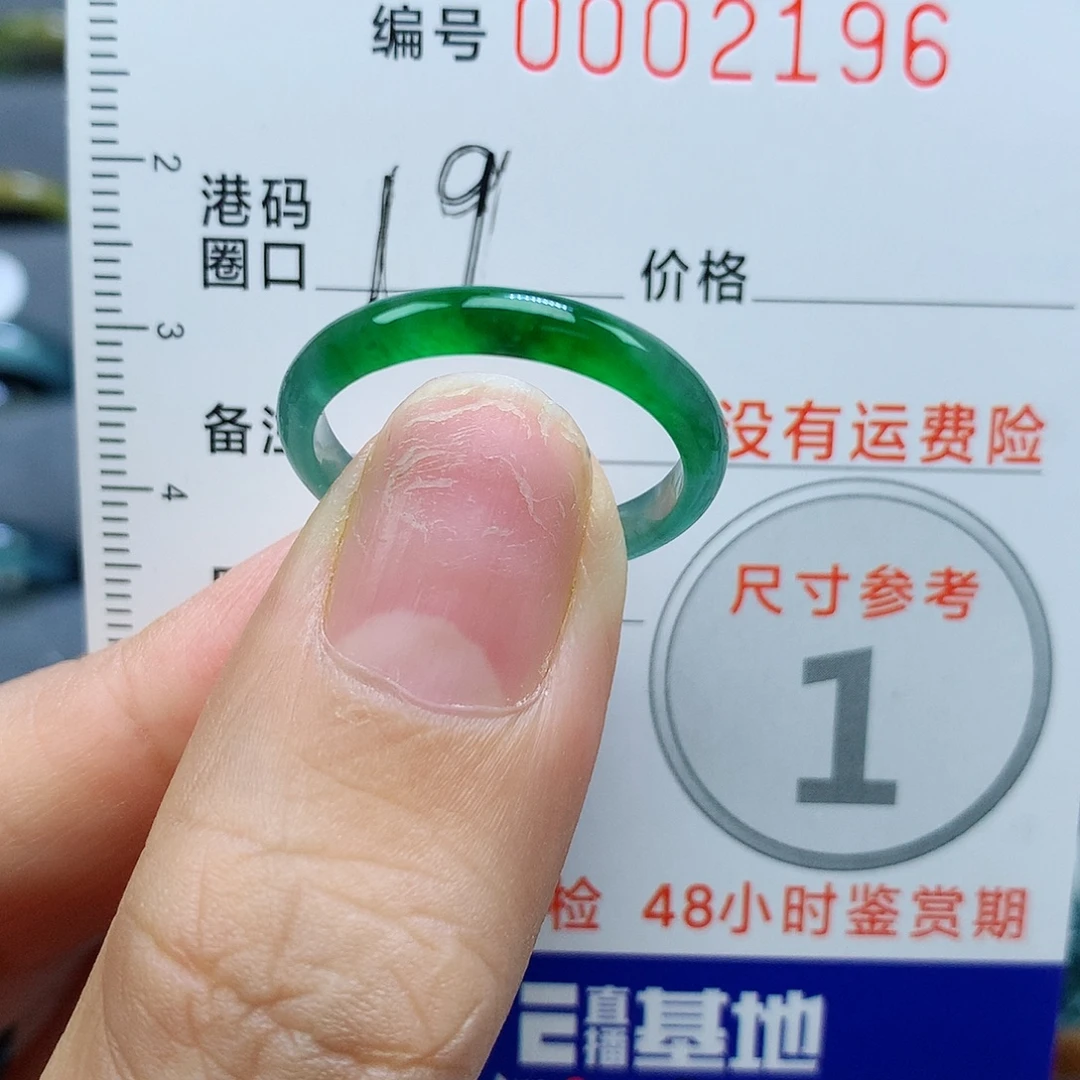 编号 0002196
港码
圈口 19 价格
备注 没有运费险
2
3
4
尺寸参考
1
检 48小时鉴赏期
直播基地